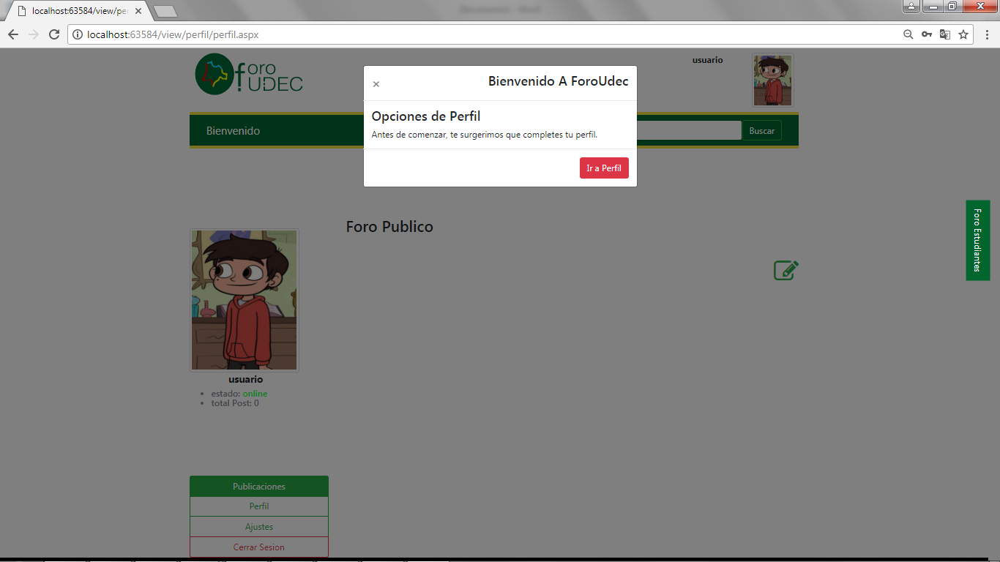 localhost:63584/view/pe
localhost:63584/view/perfil/perfil.aspx
foro
UDEC
usuario
×
Bienvenido A ForoUdec
Opciones de Perfil
Antes de comenzar, te surgerimos que completes tu perfil.
Ir a Perfil
Bienvenido
Buscar
Foro Publico
Foro Estudiantes
usuario
estado: online
total Post: 0
Publicaciones
Perfil
Ajustes
Cerrar Sesion